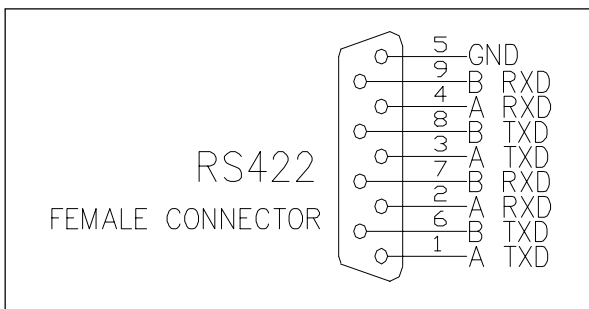 5 GND
9 B RXD
4 A RXD
8 B TXD
3 A TXD
7 B RXD
2 A RXD
6 B TXD
1 A TXD
RS422
FEMALE CONNECTOR